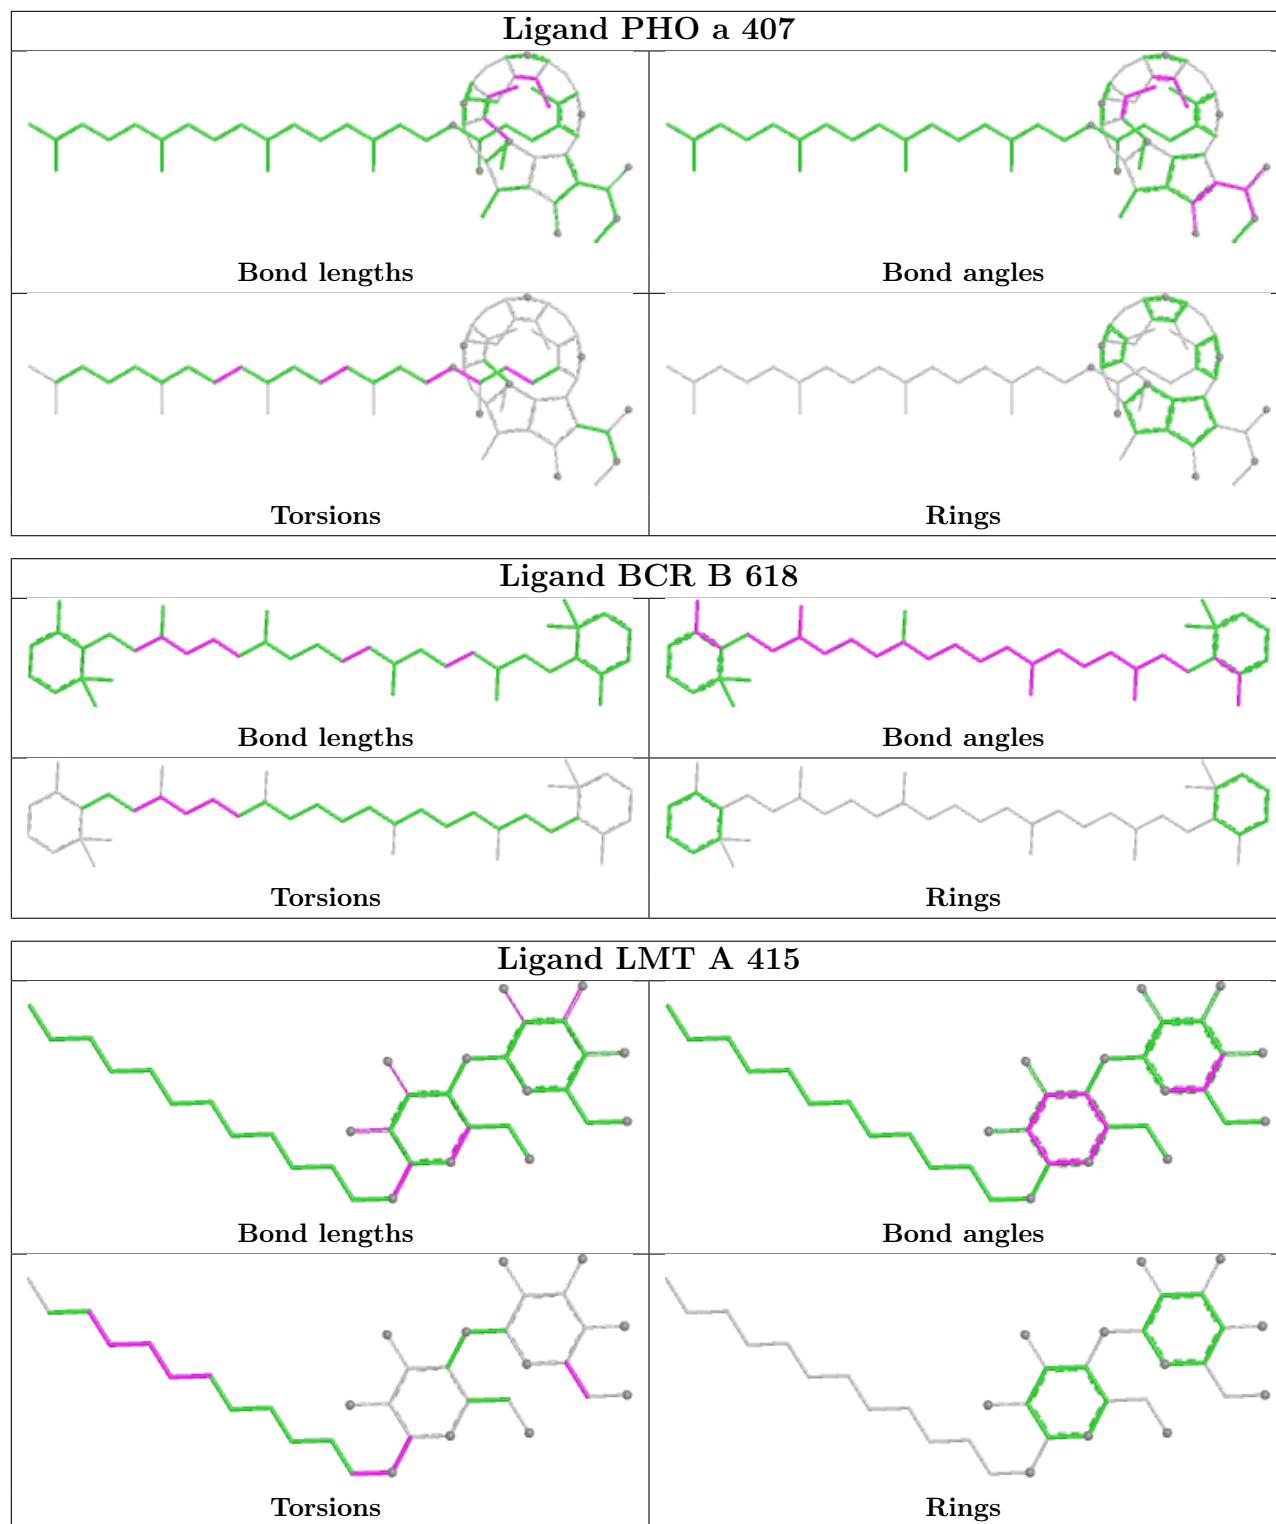 Ligand PHO a 407
Bond lengths
Bond angles
Torsions
Rings
Ligand BCR B 618
Bond lengths
Bond angles
Torsions
Rings
Ligand LMT A 415
Bond lengths
Bond angles
Torsions
Rings